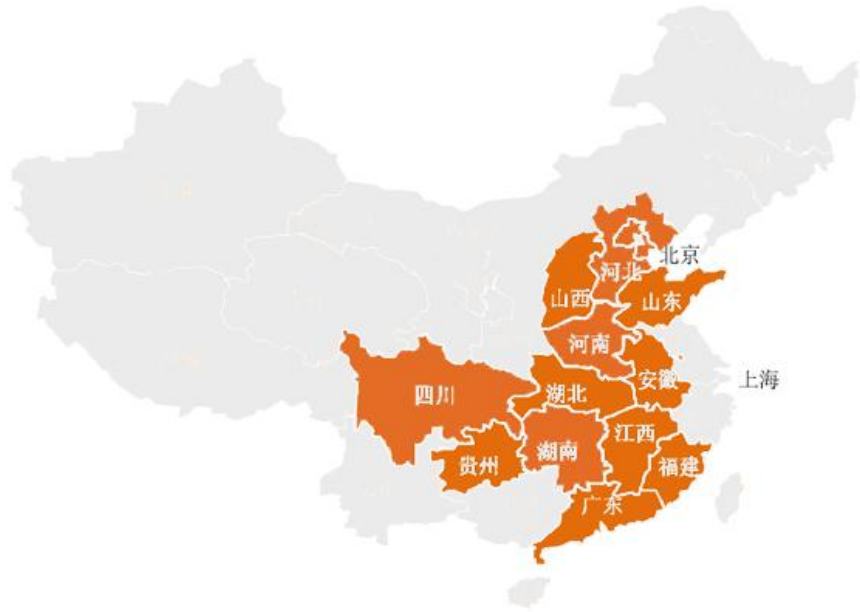 北京
河北
山西
山东
河南
上海
安徽
四川
湖北
江西
湖南
贵州
福建
广东